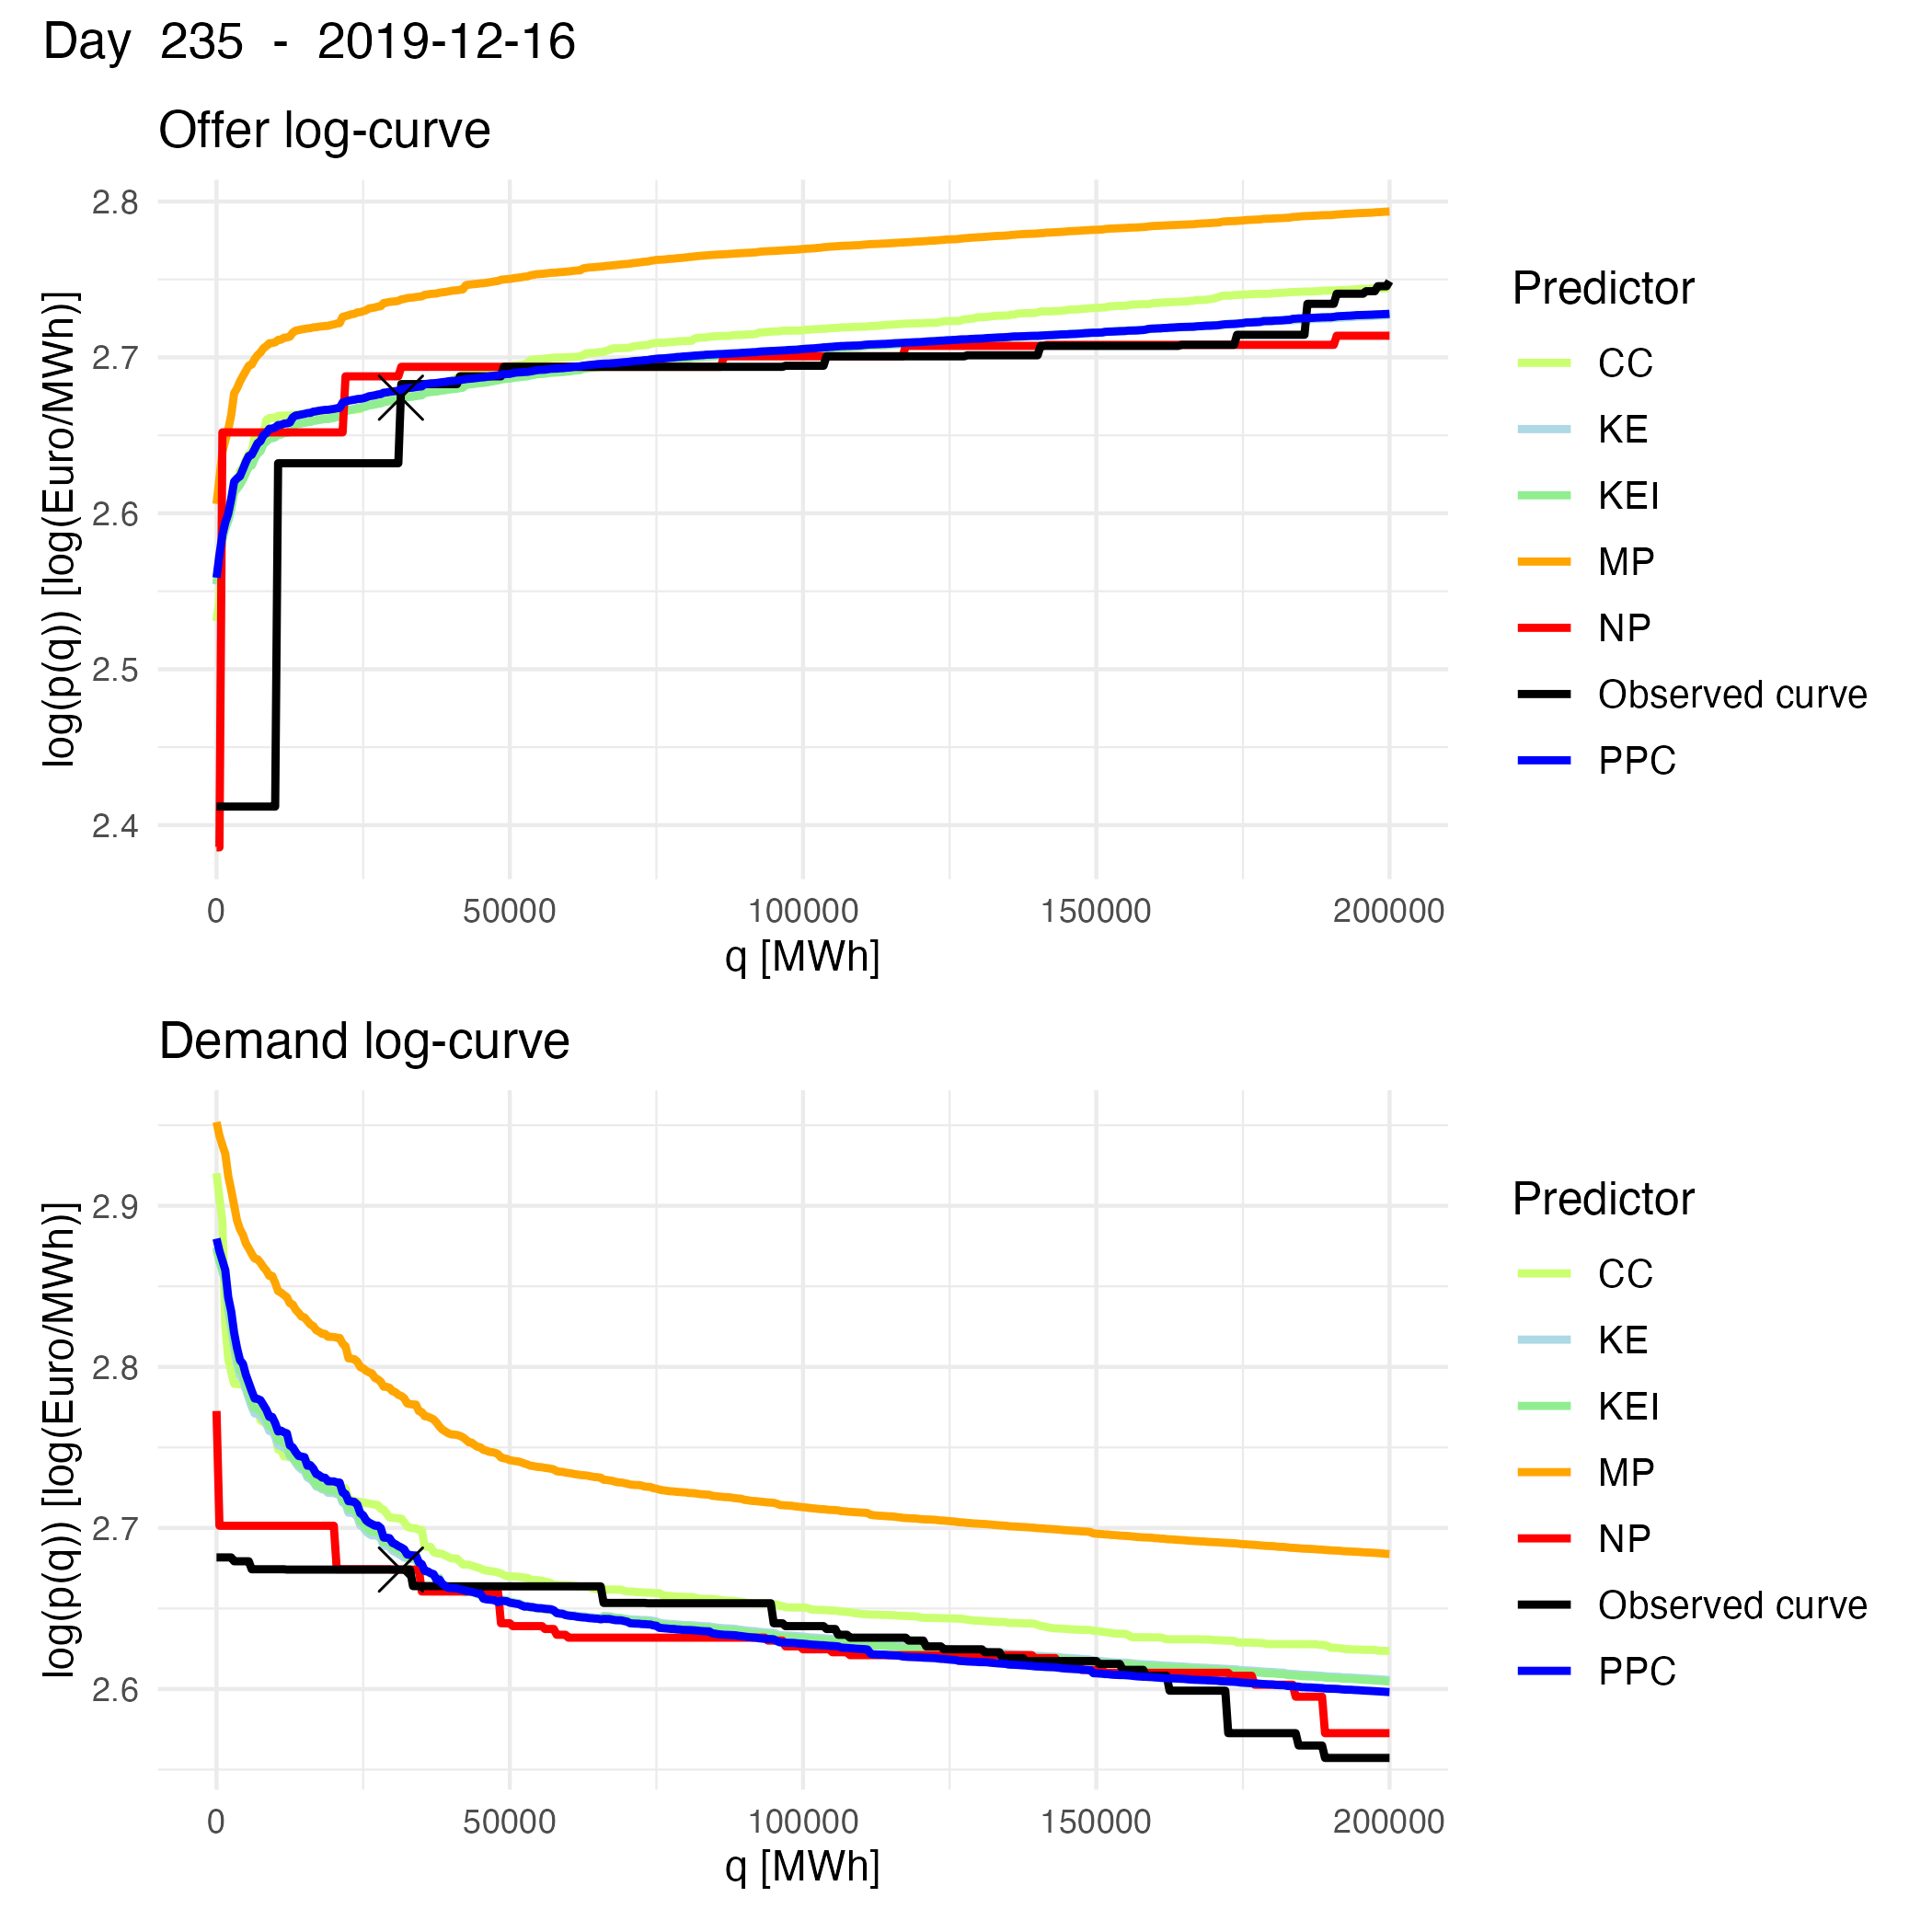 Day 235 - 2019-12-16
Offer log-curve
log(p(q)) [log(Euro/MWh)]
2.8
2.7
2.6
2.5
2.4
0 50000 100000 150000 200000
q [MWh]
Predictor
CC
KE
KEI
MP
NP
Observed curve
PPC
Demand log-curve
log(p(q)) [log(Euro/MWh)]
2.9
2.8
2.7
2.6
0 50000 100000 150000 200000
q [MWh]
Predictor
CC
KE
KEI
MP
NP
Observed curve
PPC